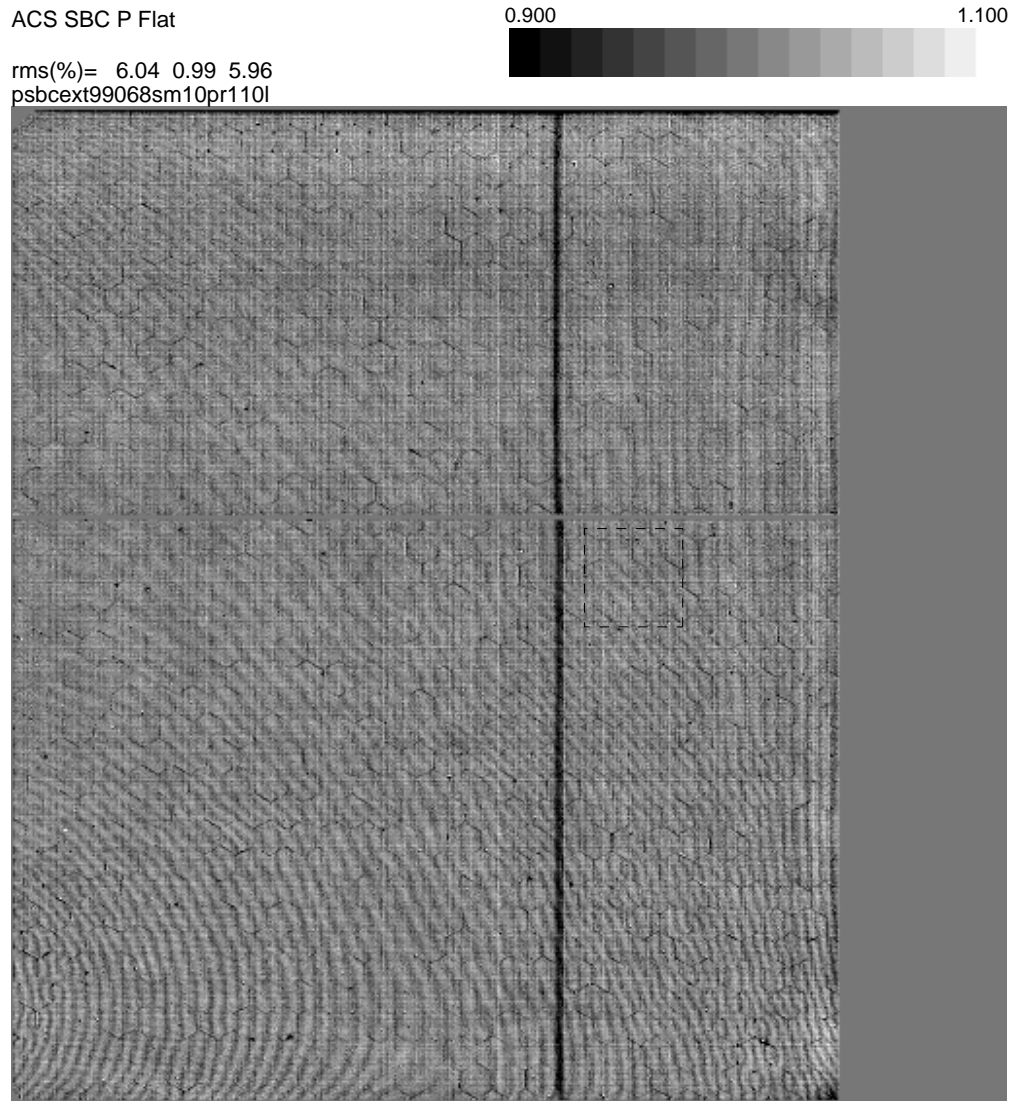 ACS SBC P Flat
0.900 1.100
rms(%)= 6.04 0.99 5.96
psbcext99068sm10pr110l